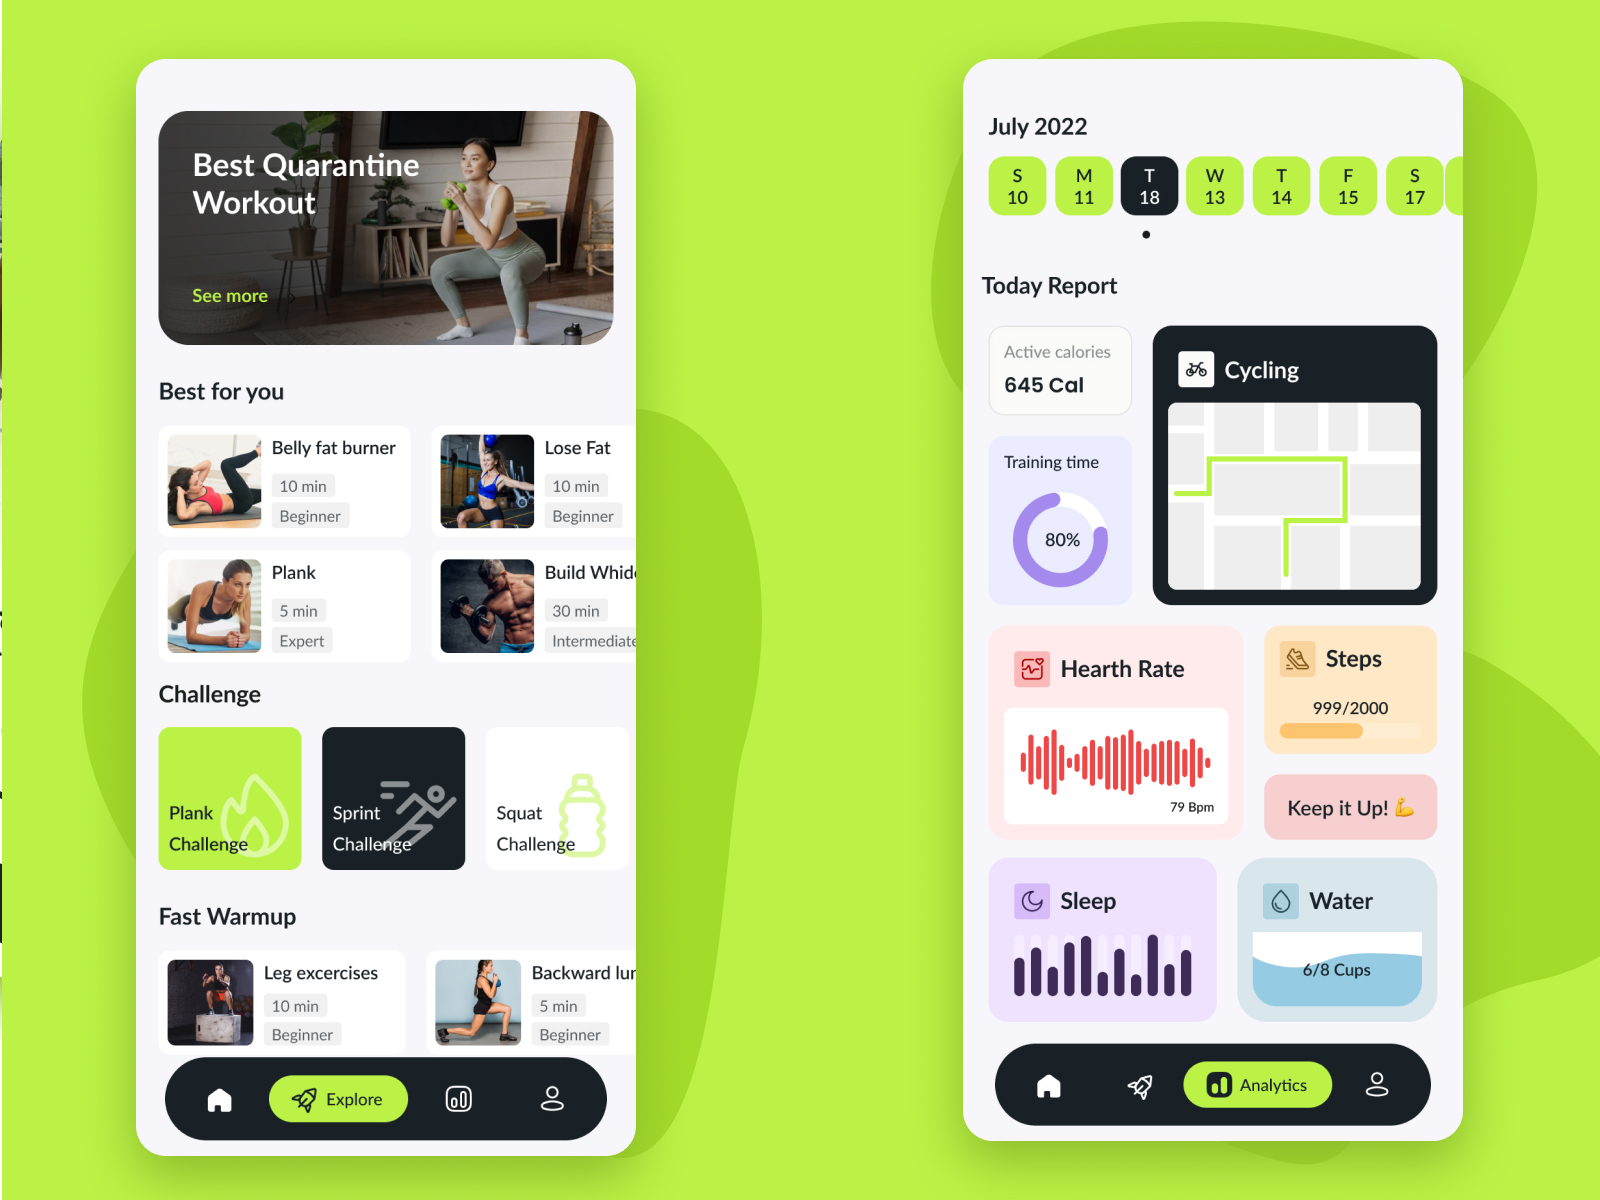 Best Quarantine
Workout
See more
Best for you
Belly fat burner
10 min
Beginner
Lose Fat
10 min
Beginner
Plank
5 min
Expert
Build Whid
30 min
Intermediate
Challenge
Plank
Challenge
Sprint
Challenge
Squat
Challenge
Fast Warmup
Leg excercises
10 min
Beginner
Backward lun
5 min
Beginner
Explore
July 2022
S M T W T F S
10 11 18 13 14 15 17
Today Report
Active calories
645 Cal
Training time
80%
Cycling
Hearth Rate
79 Bpm
Steps
999/2000
Keep it Up! 💪
Sleep
Water
6/8 Cups
Analytics